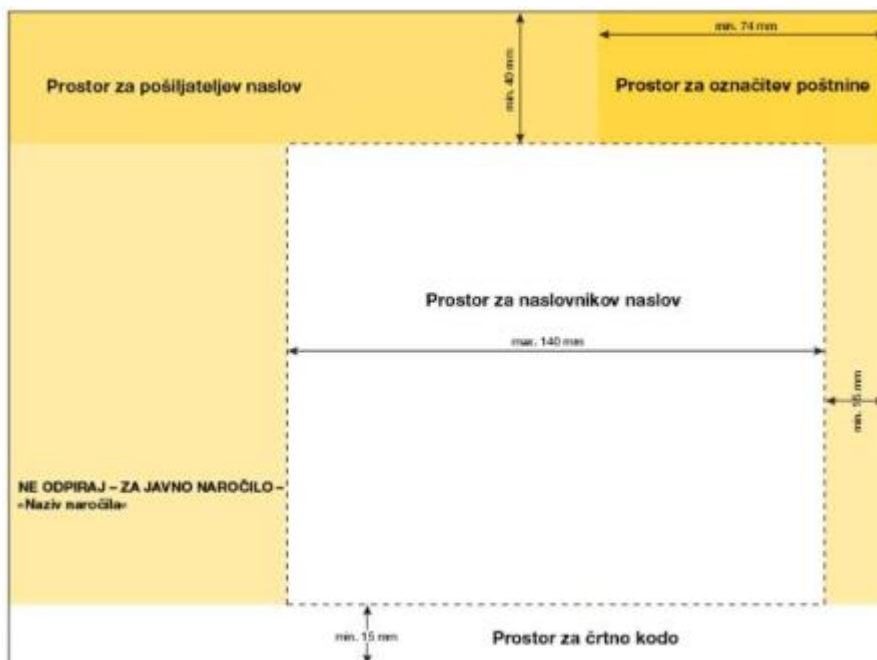 min. 74 mm
Prostor za pošiljateljev naslov
min. 40 mm
Prostor za označitev poštnine
Prostor za naslovnikov naslov
max. 140 mm
min. 15 mm
NE ODPIRAJ – ZA JAVNO NAROČILO –
»Naziv naročila«
min. 15 mm
Prostor za črtno kodo